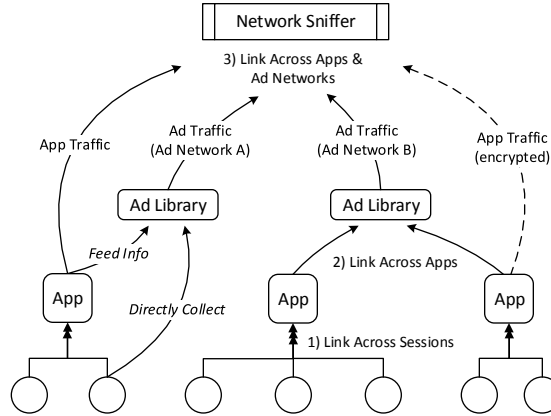 Network Sniffer
3) Link Across Apps &
Ad Networks
App Traffic
Ad Traffic
(Ad Network A)
Ad Traffic
(Ad Network B)
App Traffic
(encrypted)
Ad Library
Ad Library
Feed Info
2) Link Across Apps
App
Directly Collect
App
App
1) Link Across Sessions